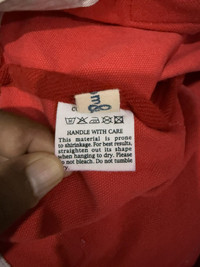 HANDLE WITH CARE
This material is prone
to shirinkage. For best results,
straighten out its shape
when hanging to dry. Please
do not bleach. Do not tumble